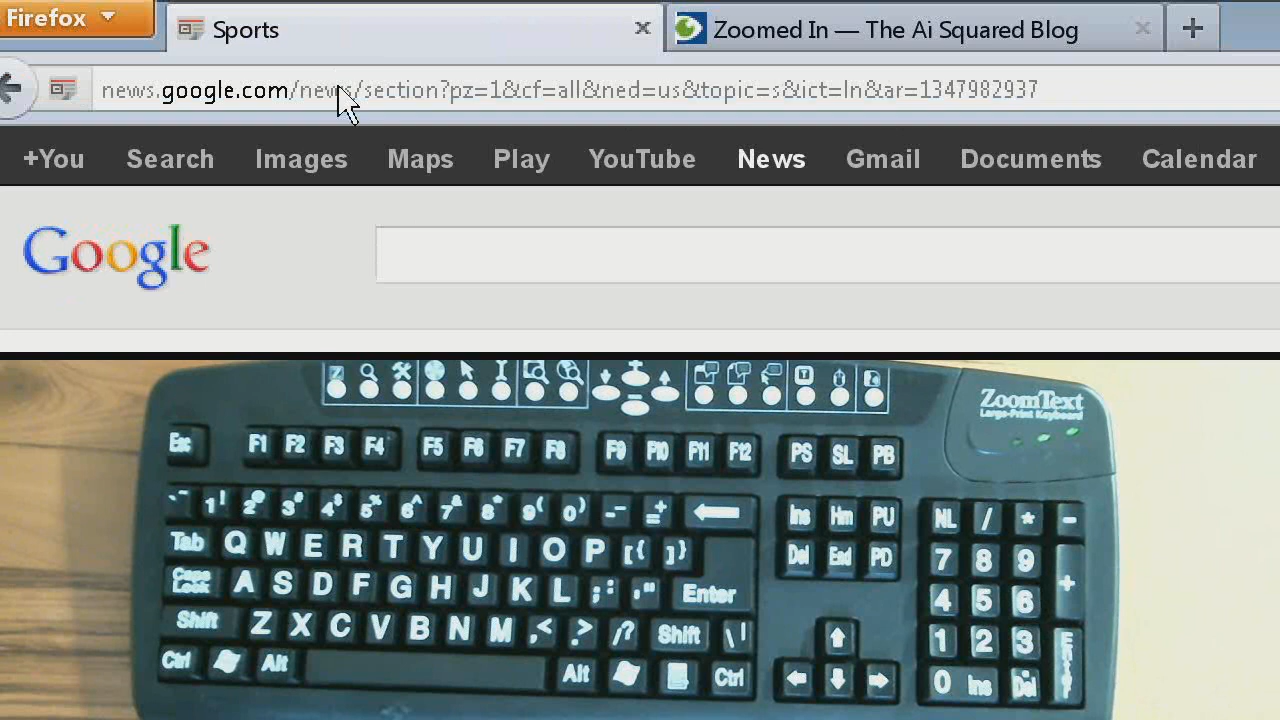 Firefox
Sports
Zoomed In — The Ai Squared Blog
news.google.com/news/section?pz=1&cf=all&ned=us&topic=s&ict=ln&ar=1347982937
+You Search Images Maps Play YouTube News Gmail Documents Calendar
Google
ZoomText
Large-Print Keyboard
Esc F1 F2 F3 F4 F5 F6 F7 F8 F9 F10 F11 F12 PS SL PB
`~ 1! 2@ 3# 4$ 5% 6^ 7& 8* 9( 0) -_ =+ Ins Hm PU NL / * -
Tab Q W E R T Y U I O P [{ ]} Del End PD 7 8 9 +
Caps Lock A S D F G H J K L ;: '" Enter 4 5 6
Shift Z X C V B N M ,< .> /? Shift \| 1 2 3 Enter
Ctrl Alt Alt Ctrl 0 Ins .Del